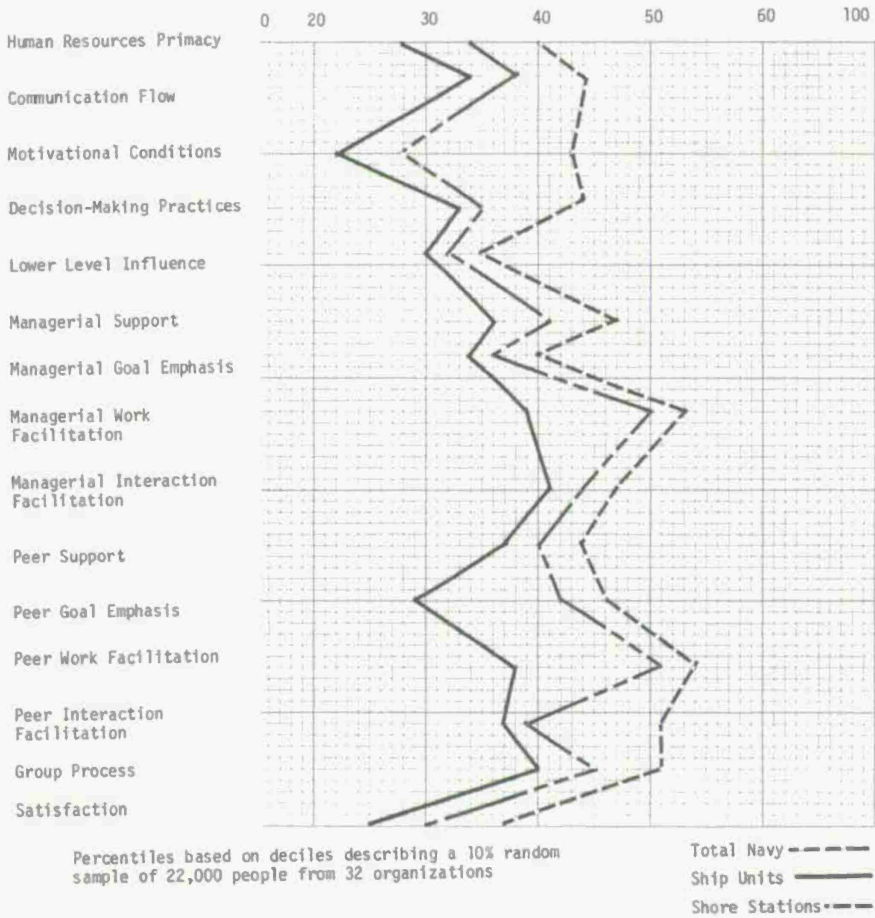 0 20 30 40 50 60 100
Human Resources Primacy
Communication Flow
Motivational Conditions
Decision-Making Practices
Lower Level Influence
Managerial Support
Managerial Goal Emphasis
Managerial Work
Facilitation
Managerial Interaction
Facilitation
Peer Support
Peer Goal Emphasis
Peer Work Facilitation
Peer Interaction
Facilitation
Group Process
Satisfaction
Percentiles based on deciles describing a 10% random
sample of 22,000 people from 32 organizations
Total Navy
Ship Units
Shore Stations